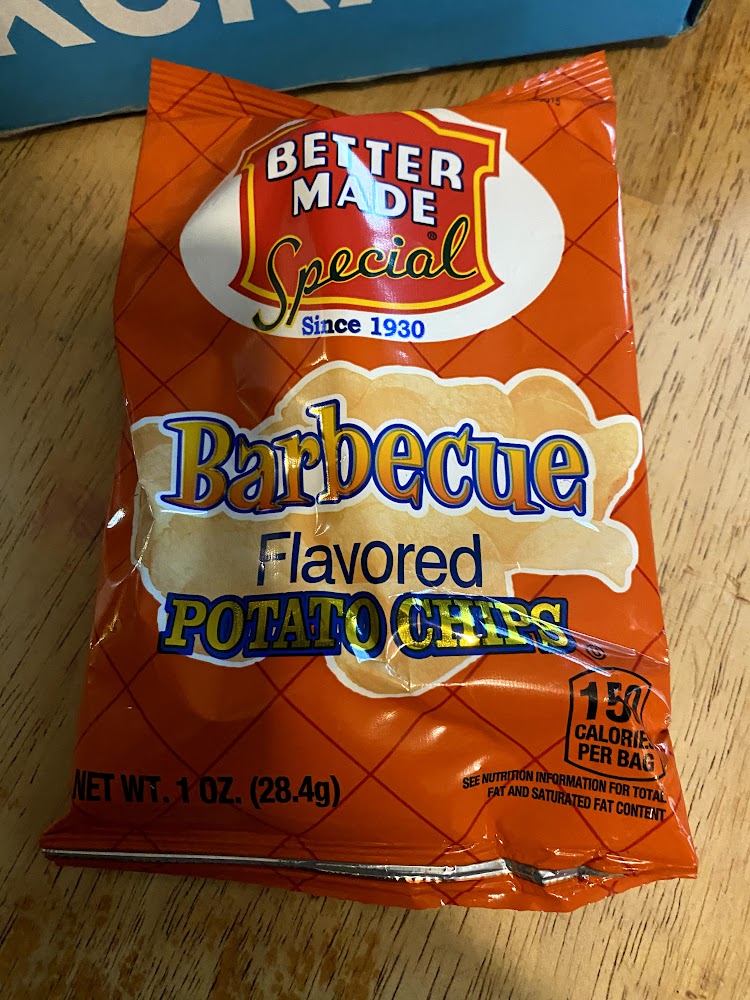 BETTER
MADE
Special®
Since 1930
Barbecue
Flavored
POTATO CHIPS
150
CALORIES
PER BAG
SEE NUTRITION INFORMATION FOR TOTAL
FAT AND SATURATED FAT CONTENT
NET WT. 1 OZ. (28.4g)